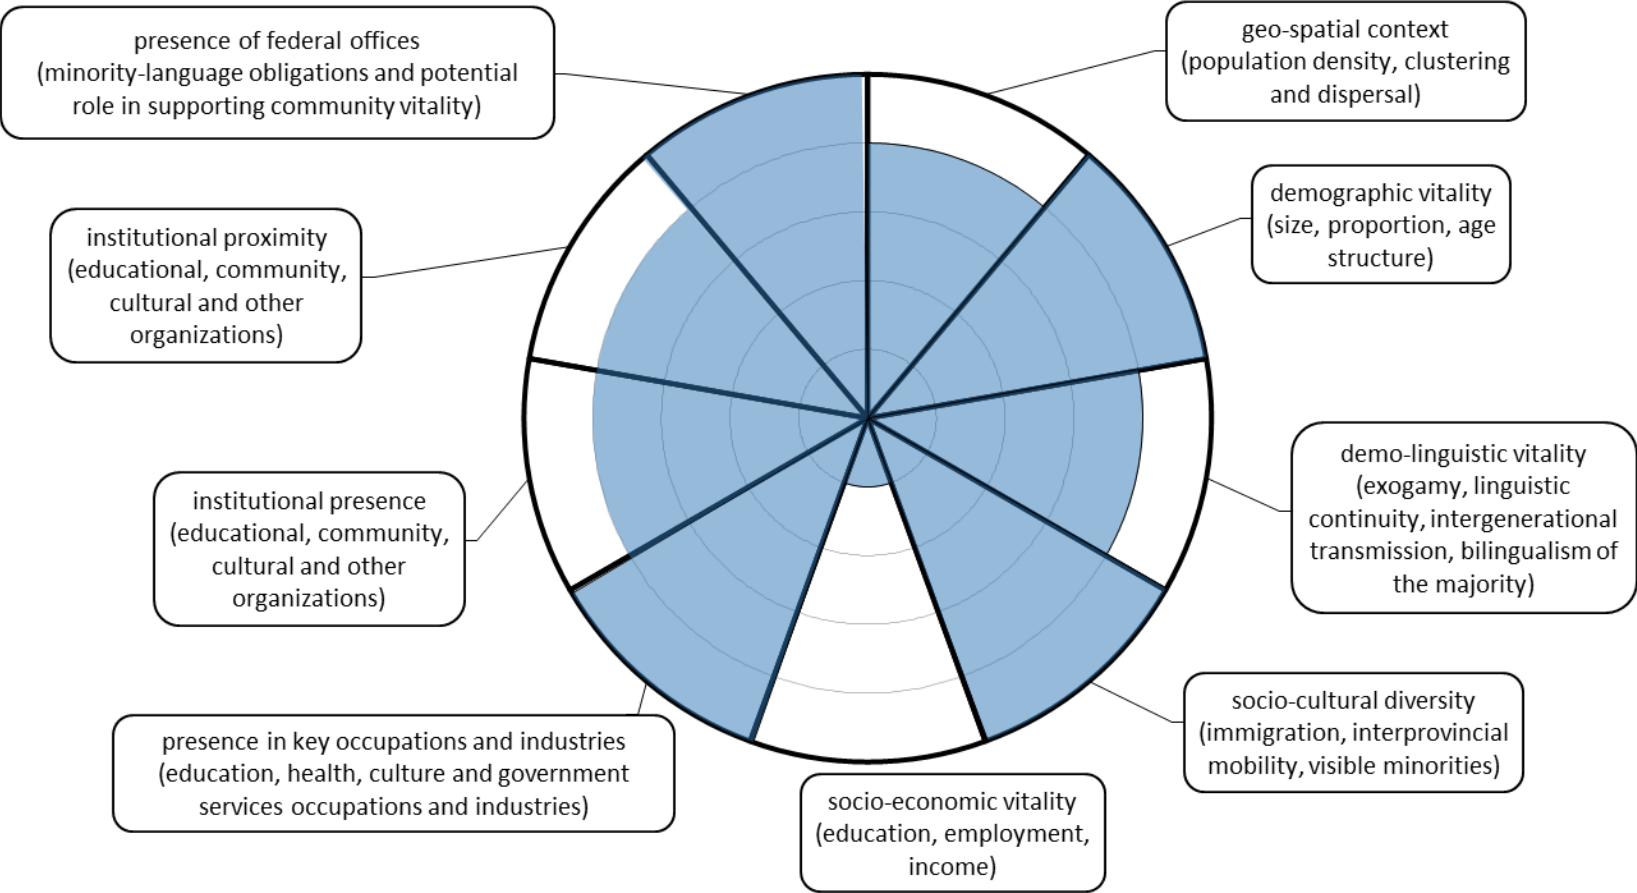 presence of federal offices
(minority-language obligations and potential
role in supporting community vitality)
geo-spatial context
(population density, clustering
and dispersal)
demographic vitality
(size, proportion, age
structure)
institutional proximity
(educational, community,
cultural and other
organizations)
demo-linguistic vitality
(exogamy, linguistic
continuity, intergenerational
transmission, bilingualism of
the majority)
institutional presence
(educational, community,
cultural and other
organizations)
socio-cultural diversity
(immigration, interprovincial
mobility, visible minorities)
presence in key occupations and industries
(education, health, culture and government
services occupations and industries)
socio-economic vitality
(education, employment,
income)